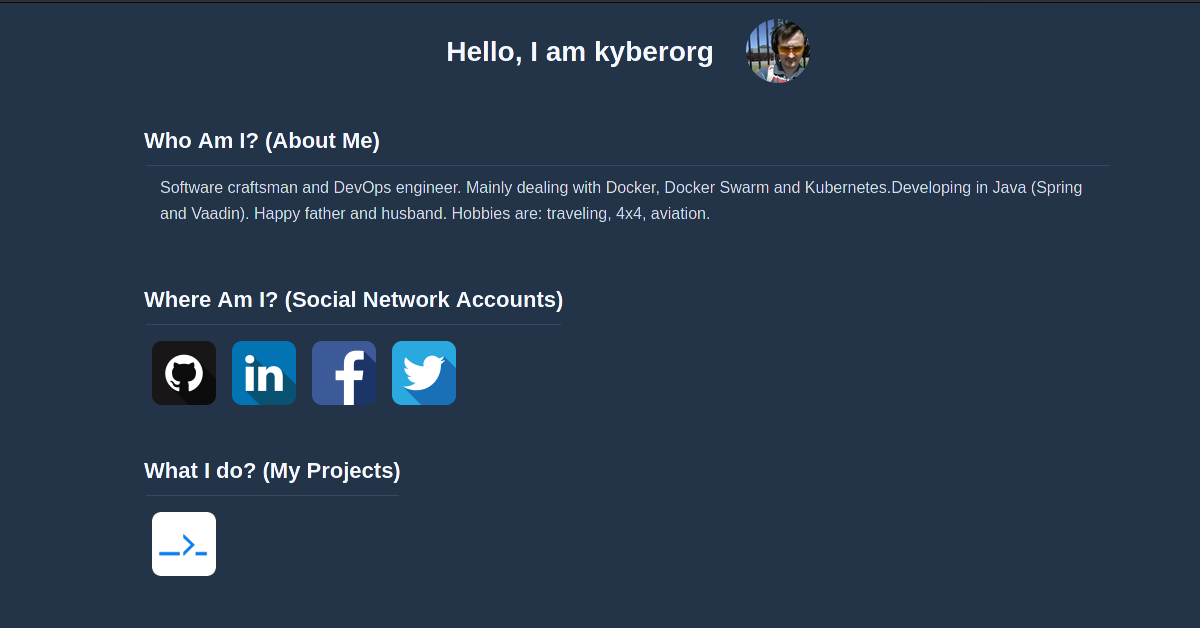 Hello, I am kyberorg
Who Am I? (About Me)
Software craftsman and DevOps engineer. Mainly dealing with Docker, Docker Swarm and Kubernetes.Developing in Java (Spring
and Vaadin). Happy father and husband. Hobbies are: traveling, 4x4, aviation.
Where Am I? (Social Network Accounts)
in f
What I do? (My Projects)